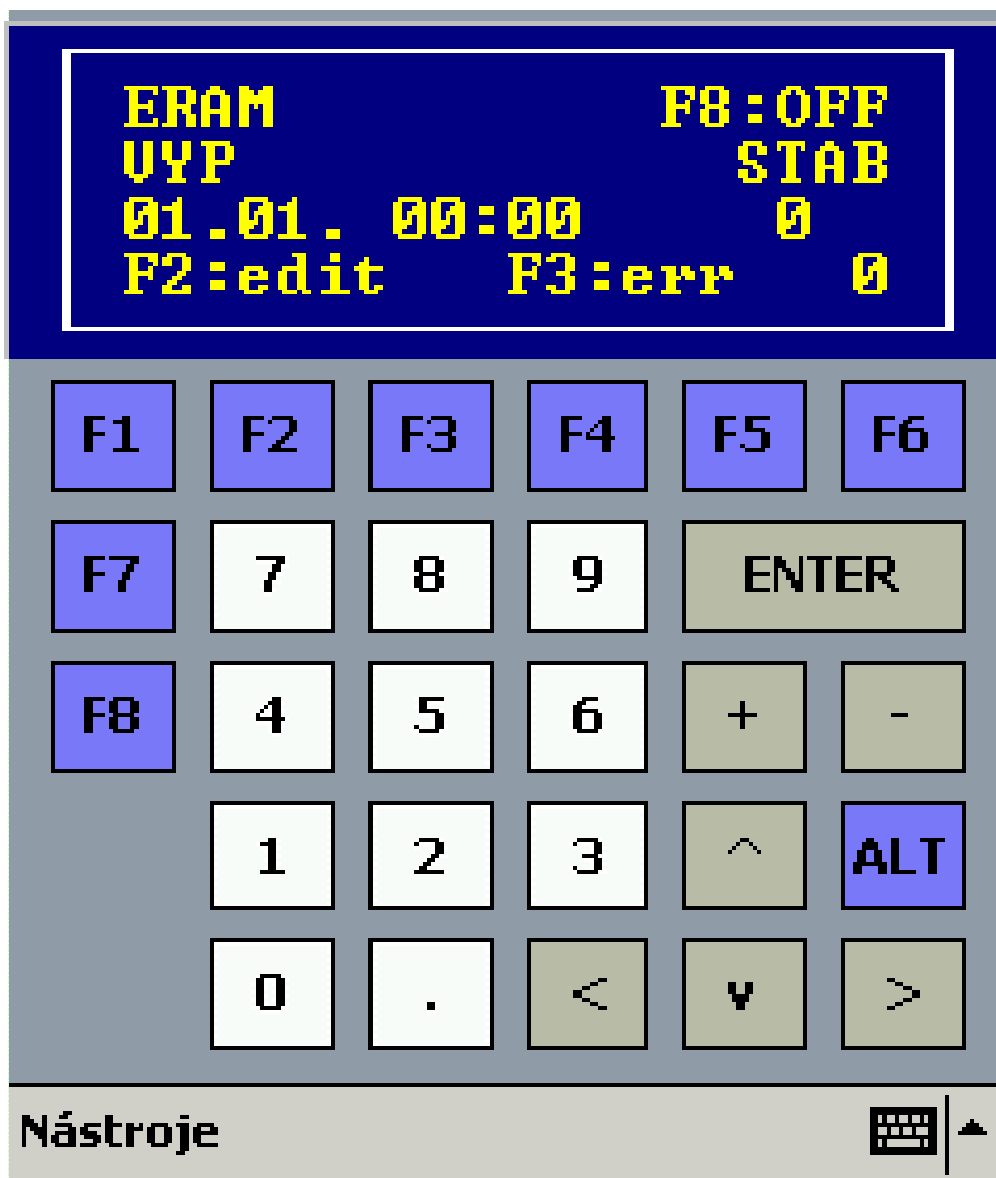 ERAM F8:OFF
VYP STAB
01.01. 00:00 0
F2:edit F3:err 0
F1 F2 F3 F4 F5 F6
F7 7 8 9 ENTER
F8 4 5 6 + -
1 2 3 ^ ALT
0 . < v >
Nástroje